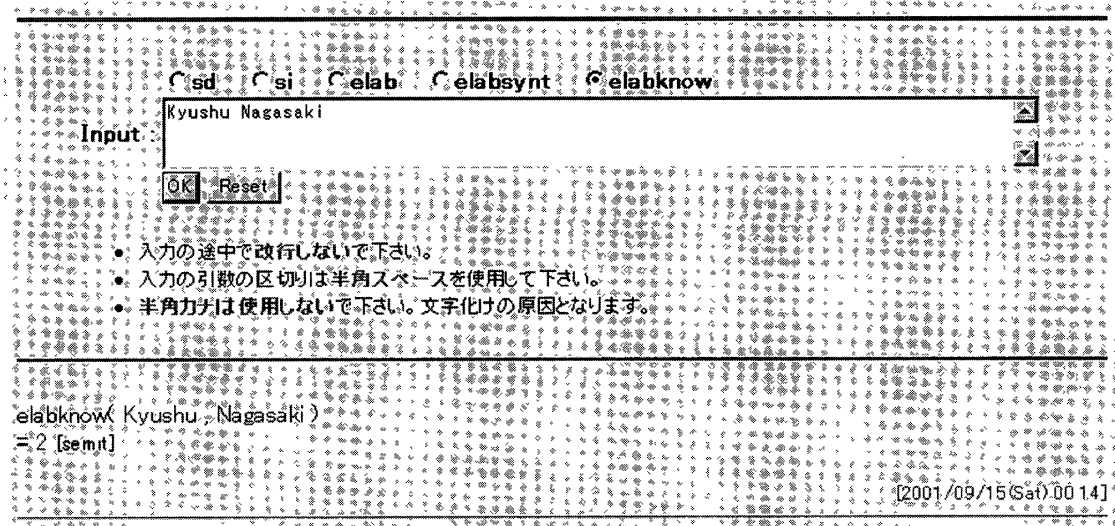 sd si elab elabsynt elabknow
Kyushu Nagasaki
Input :
OK Reset
• 入力の途中で改行しないで下さい。
• 入力の引数の区切りは半角スペースを使用して下さい。
• 半角カナは使用しないで下さい。文字化けの原因となります。
elabknow( Kyushu , Nagasaki )
= 2 [semit]
[2001/09/15(Sat) 00 14]